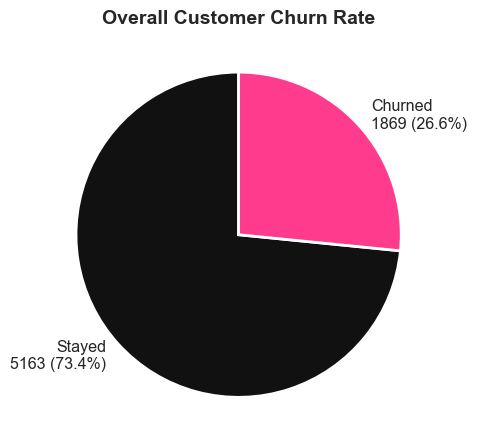 Overall Customer Churn Rate
Churned
1869 (26.6%)
Stayed
5163 (73.4%)